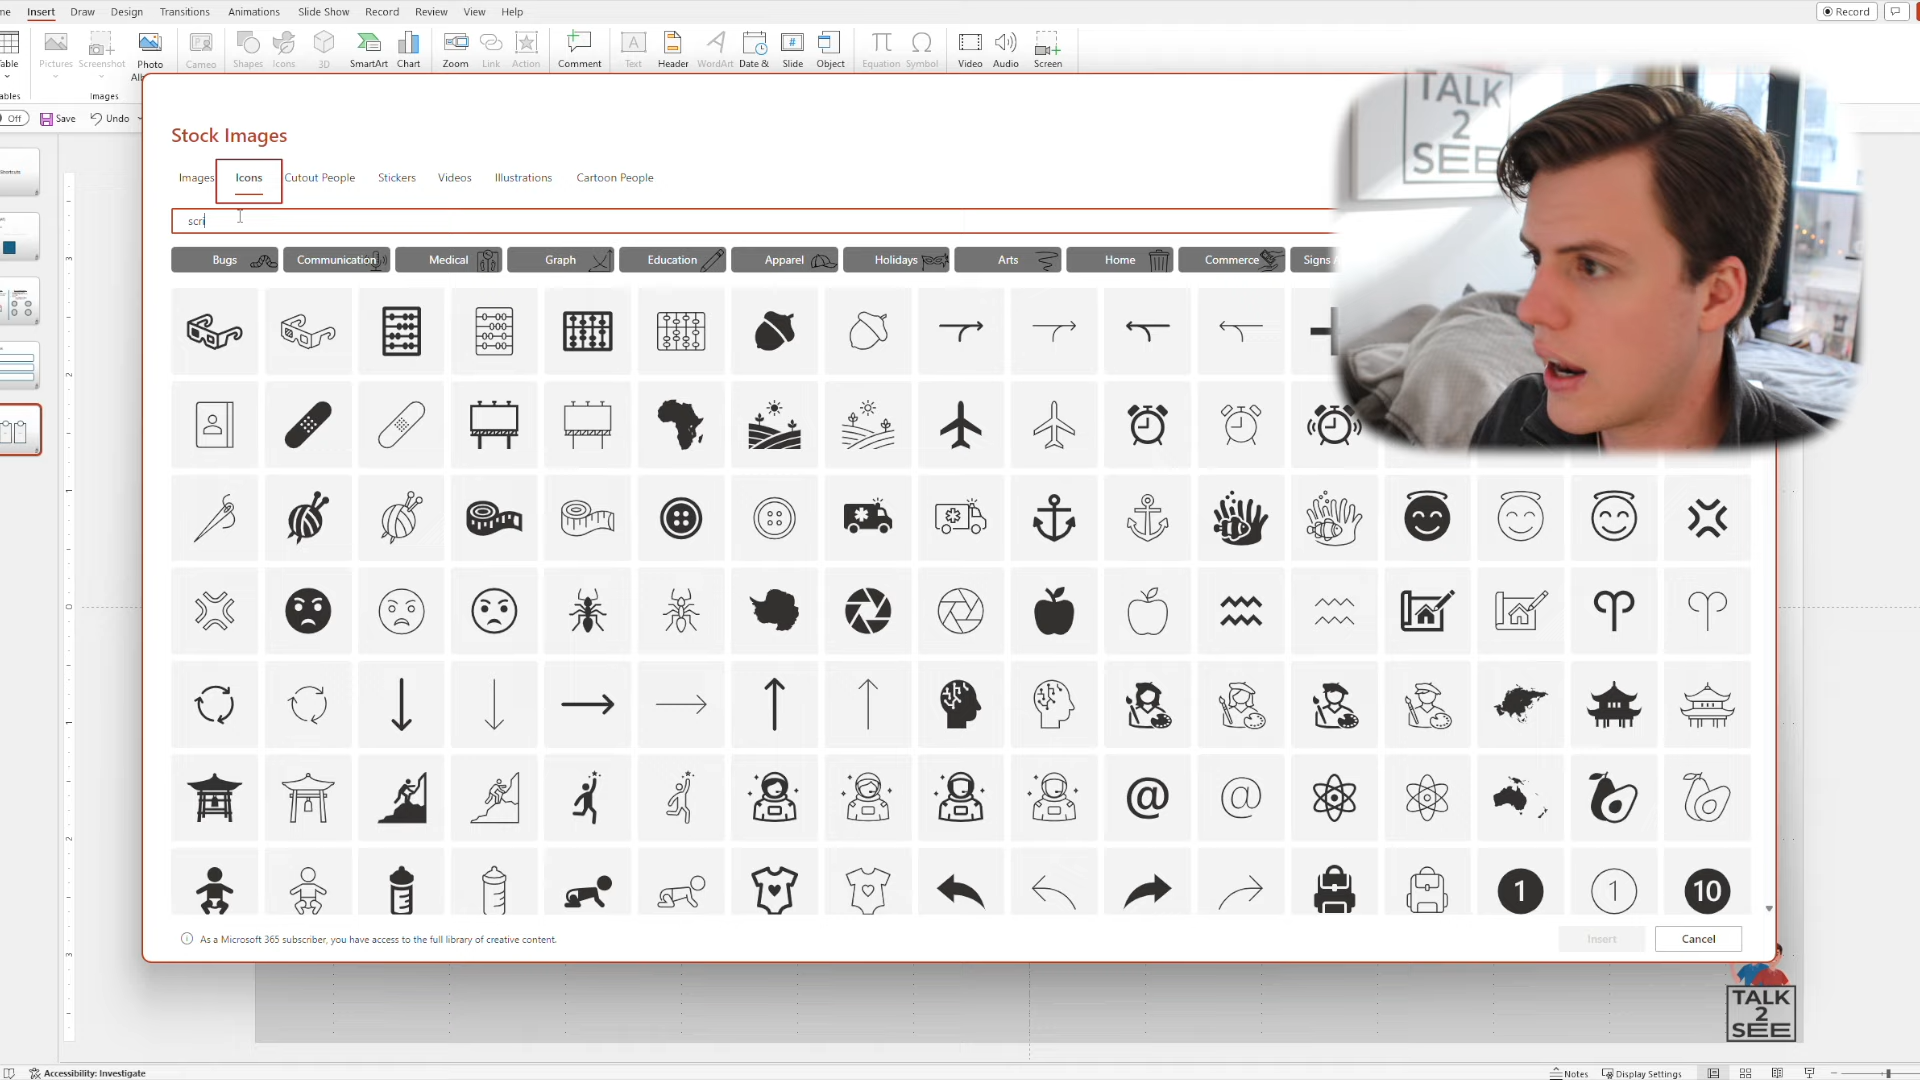 Insert Draw Design Transitions Animations Slide Show Record Review View Help
Record
Pictures Screenshot Photo Cameo Shapes Icons 3D SmartArt Chart Zoom Link Action Comment Text Header WordArt Date & Slide Object Equation Symbol Video Audio Screen
Images
Off Save Undo
Stock Images
Images Icons Cutout People Stickers Videos Illustrations Cartoon People
scri
Bugs Communication Medical Graph Education Apparel Holidays Arts Home Commerce Signs
@ @
1 1 10
As a Microsoft 365 subscriber, you have access to the full library of creative content.
Insert Cancel
TALK
2
SEE
TALK
2
SEE
Accessibility: Investigate
Notes Display Settings